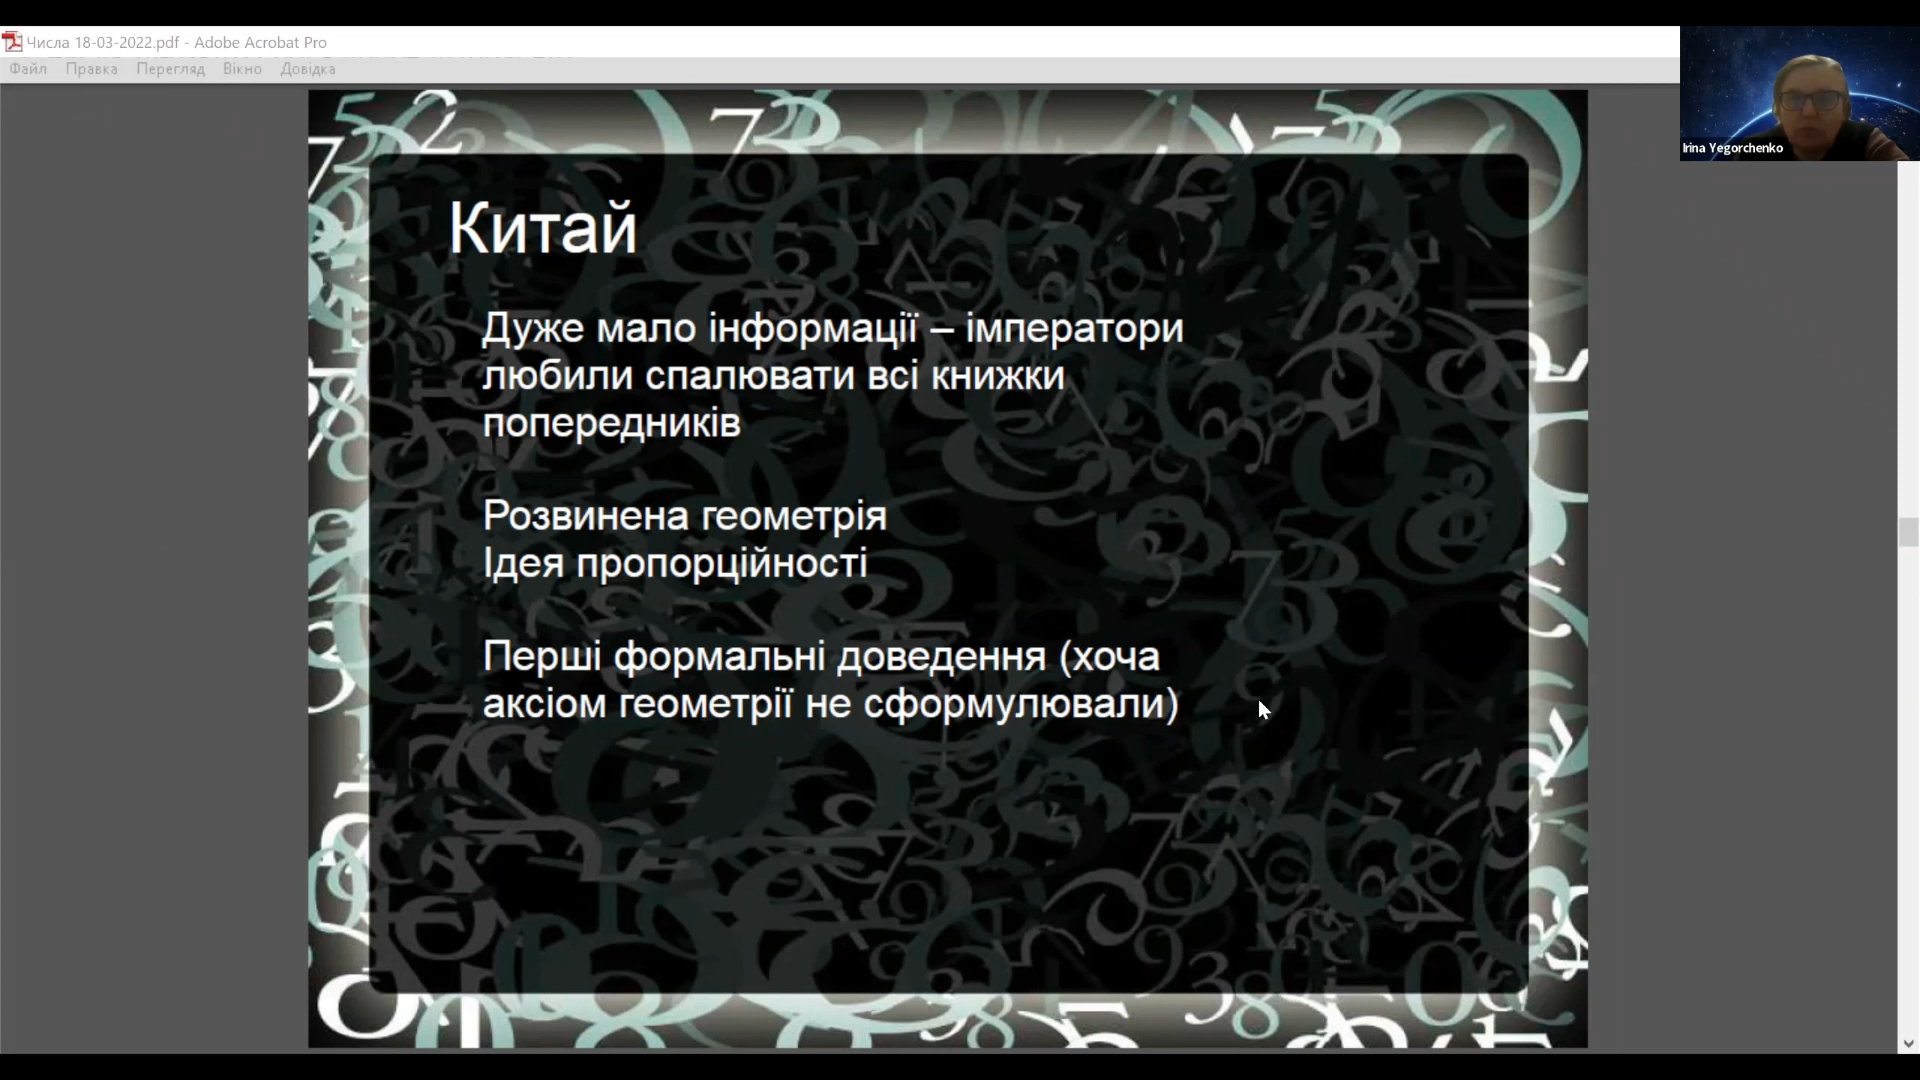 Числа 18-03-2022.pdf - Adobe Acrobat Pro
Файл Правка Перегляд Вікно Довідка
Irina Yegorchenko
Китай
Дуже мало інформації – імператори
любили спалювати всі книжки
попередників
Розвинена геометрія
Ідея пропорційності
Перші формальні доведення (хоча
аксіом геометрії не сформулювали)